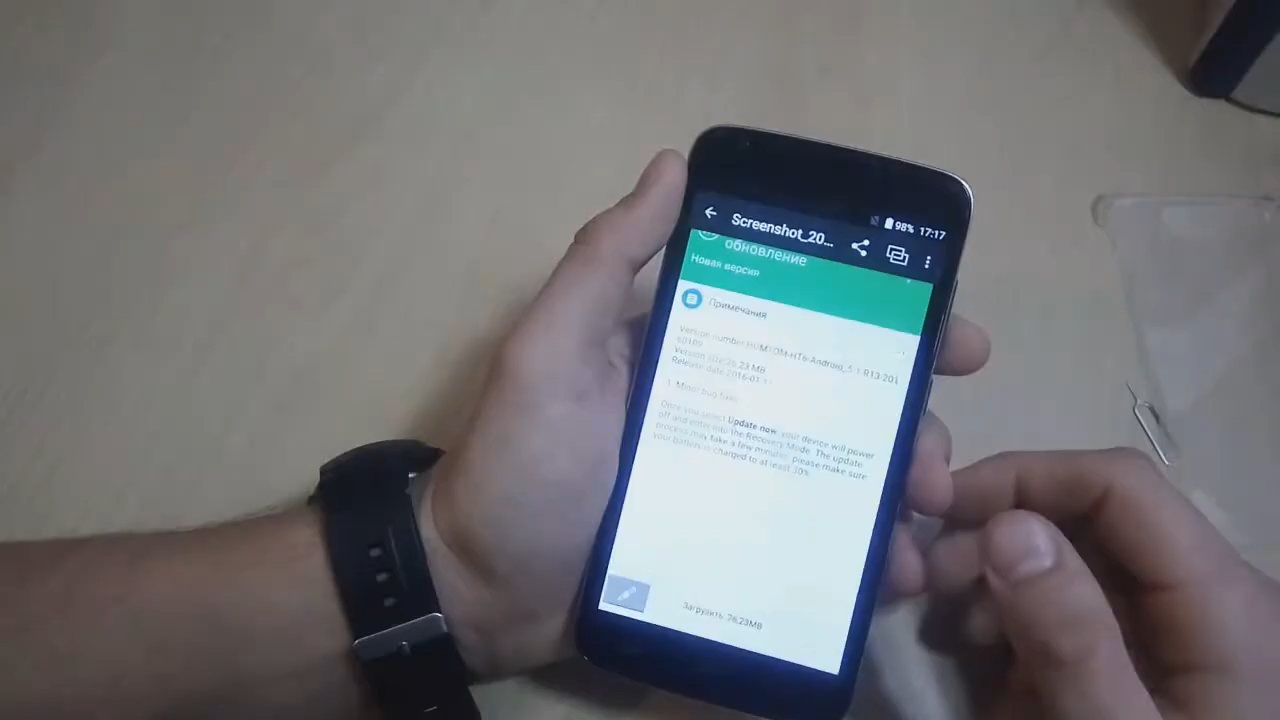 98% 17:17
Screenshot_20...
обновление
Новая версия
Примечания
Version number
Version size:26.23 MB
Release date:2016-01-
1. Minor bug fixes
Once you select Update now, your device will power
off and enter into the Recovery Mode. The update
process may take a few minutes, please make sure
your battery is charged to at least 30%
Загрузить 26,23MB